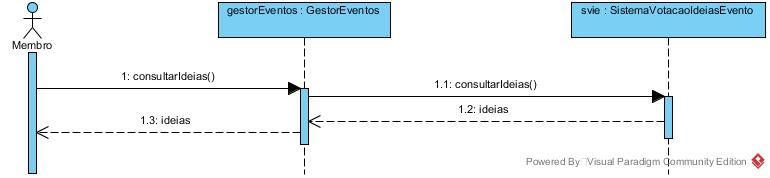 gestorEventos : GestorEventos
svie : SistemaVotacaoIdeiasEvento
Membro
1: consultarIdeias()
1.1: consultarIdeias()
1.2: ideias
1.3: ideias
Powered By Visual Paradigm Community Edition